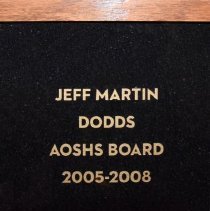 JEFF MARTIN
DODDS
AOSHS BOARD
2005-2008